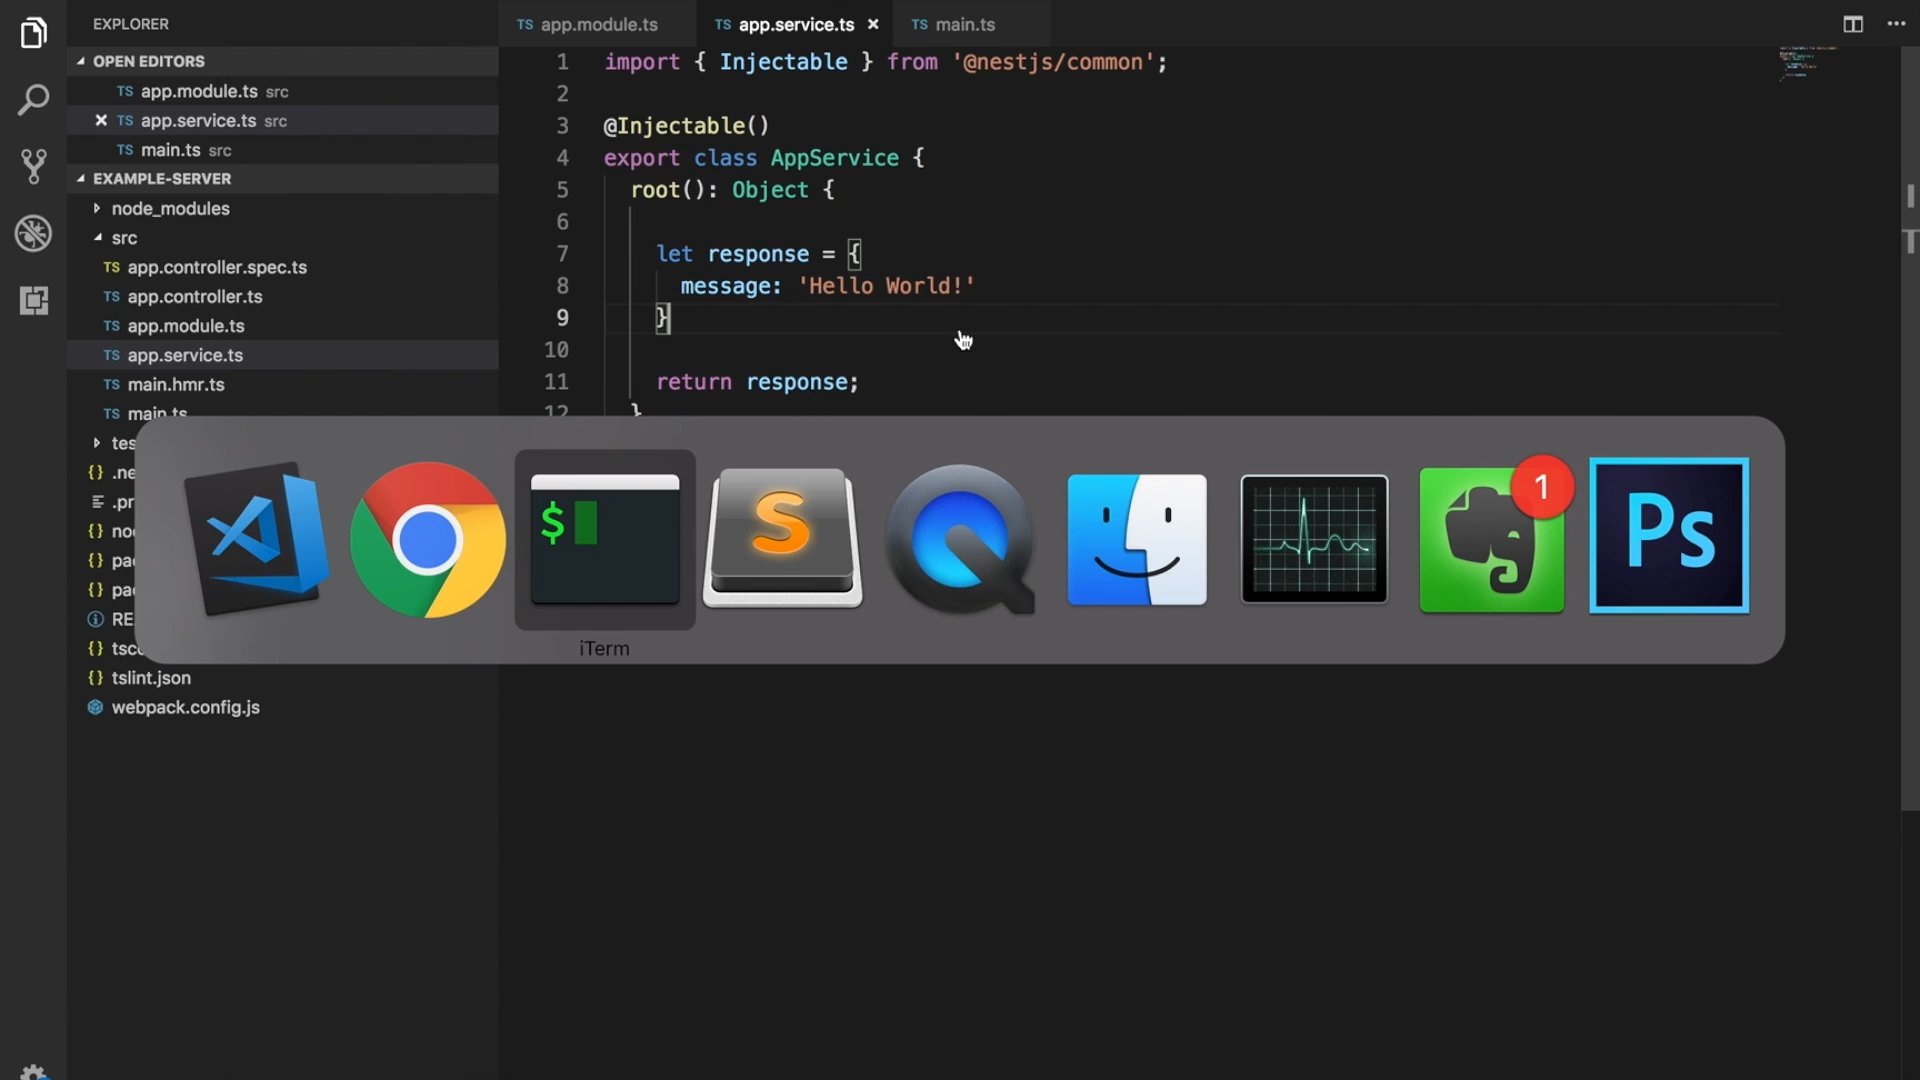 EXPLORER
OPEN EDITORS
TS app.module.ts src
TS app.service.ts src
TS main.ts src
EXAMPLE-SERVER
node_modules
src
TS app.controller.spec.ts
TS app.controller.ts
TS app.module.ts
TS app.service.ts
TS main.hmr.ts
TS main.ts
tes
{} .ne
.pr
{} no
{} pac
{} pac
RE
{} tsc
{} tslint.json
webpack.config.js
TS app.module.ts
TS app.service.ts
TS main.ts
1 import { Injectable } from '@nestjs/common';
2
3 @Injectable()
4 export class AppService {
5 root(): Object {
6
7 let response = {
8 message: 'Hello World!'
9 }
10
11 return response;
12 }
$
S
1
Ps
iTerm
T